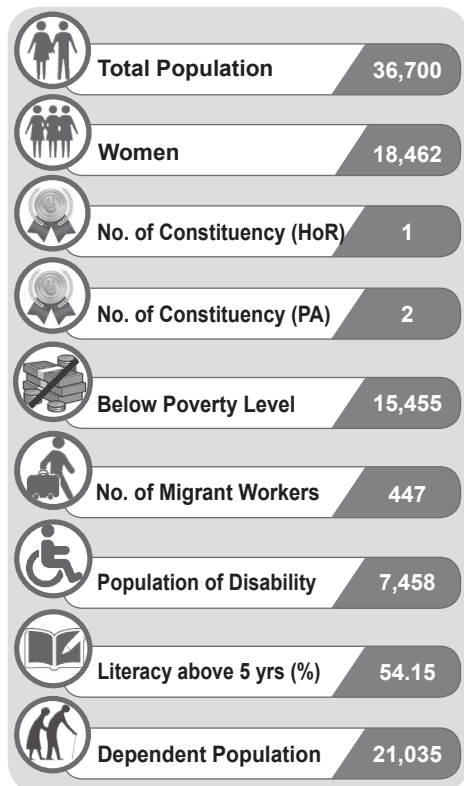 Total Population 36,700
Women 18,462
No. of Constituency (HoR) 1
No. of Constituency (PA) 2
Below Poverty Level 15,455
No. of Migrant Workers 447
Population of Disability 7,458
Literacy above 5 yrs (%) 54.15
Dependent Population 21,035